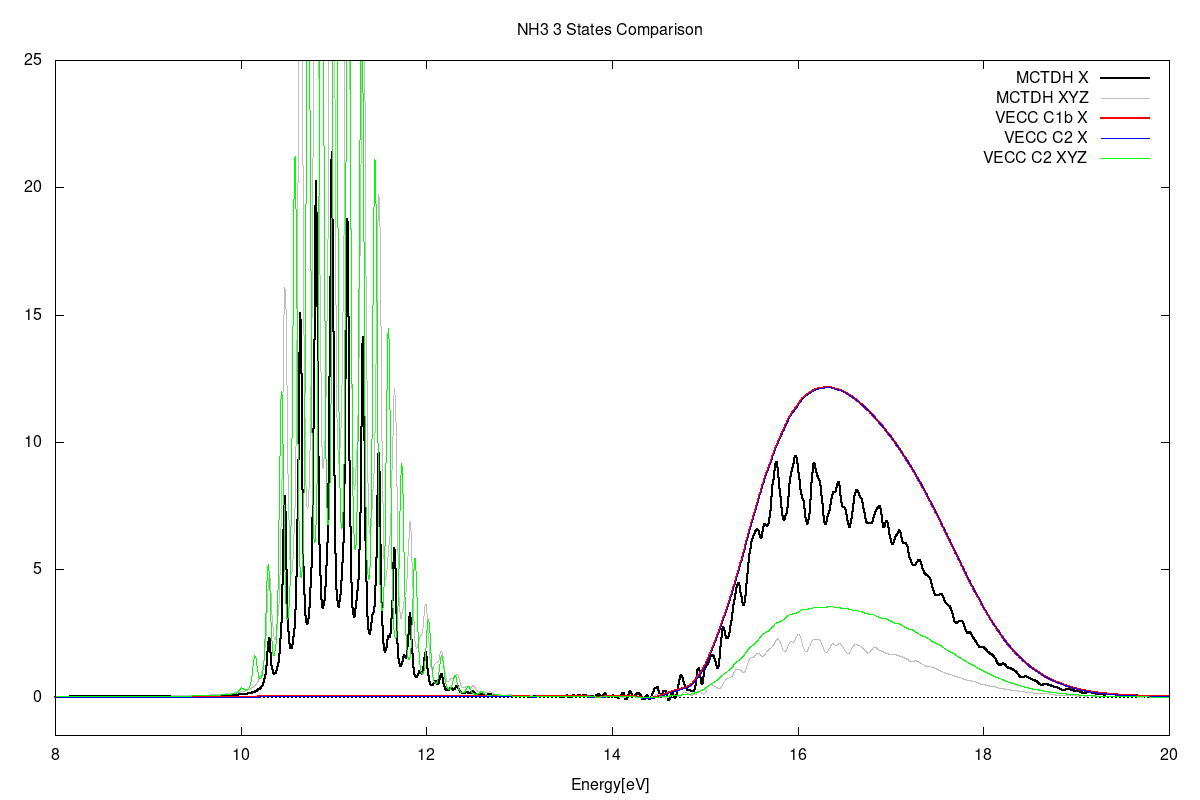 NH3 3 States Comparison
25
20
15
10
5
0
MCTDH X
MCTDH XYZ
VECC C1b X
VECC C2 X
VECC C2 XYZ
8 10 12 14 16 18 20
Energy[eV]